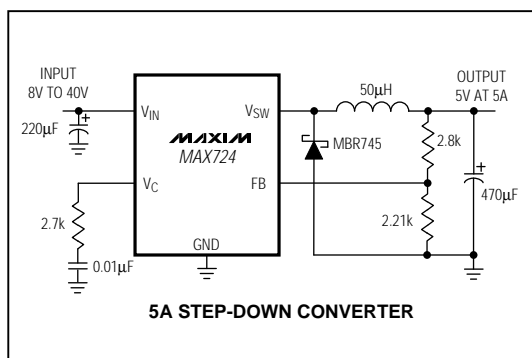 INPUT
8V TO 40V
220µF
V_IN
MAXIM
MAX724
V_SW
50µH
OUTPUT
5V AT 5A
MBR745
2.8k
V_C
FB
470µF
2.7k
2.21k
0.01µF
GND
5A STEP-DOWN CONVERTER